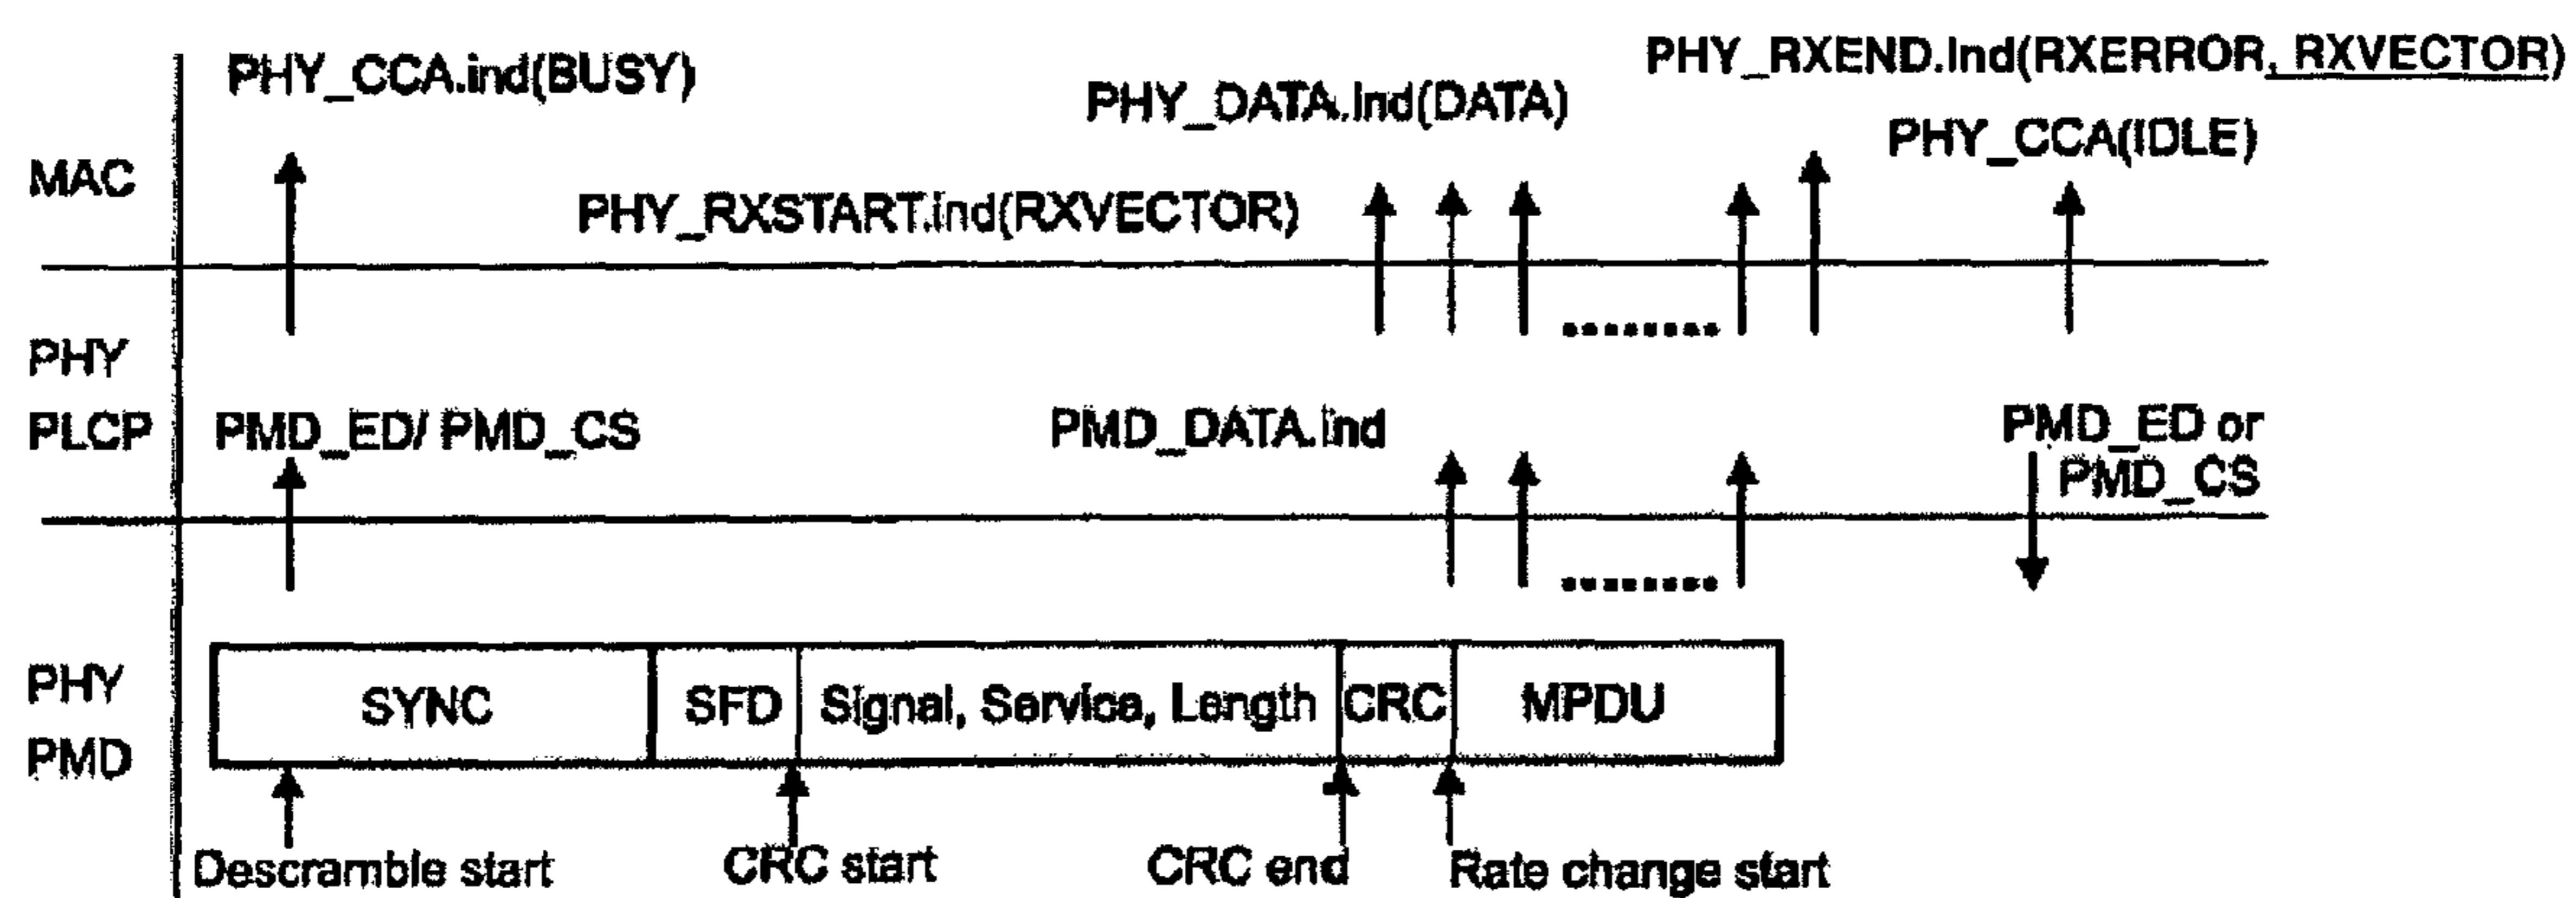 PHY_CCA.ind(BUSY)
PHY_RXEND.Ind(RXERROR, RXVECTOR)
PHY_DATA.Ind(DATA)
PHY_CCA(IDLE)
MAC
PHY_RXSTART.ind(RXVECTOR)
PHY
PLCP
PMD_ED/ PMD_CS
PMD_DATA.Ind
PMD_ED or
PMD_CS
PHY
PMD
SYNC
SFD
Signal, Service, Length
CRC
MPDU
Descramble start
CRC start
CRC end
Rate change start